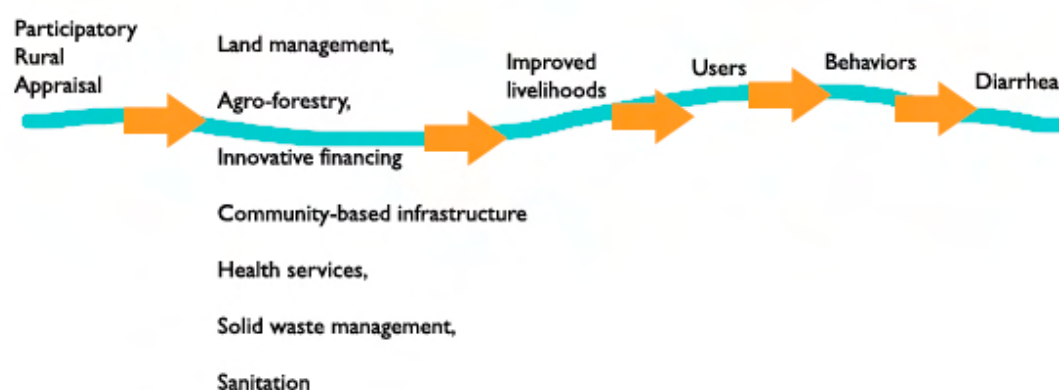 Participatory
Rural
Appraisal
Land management,
Agro-forestry,
Innovative financing
Community-based infrastructure
Health services,
Solid waste management,
Sanitation
Improved
livelihoods
Users
Behaviors
Diarrhea